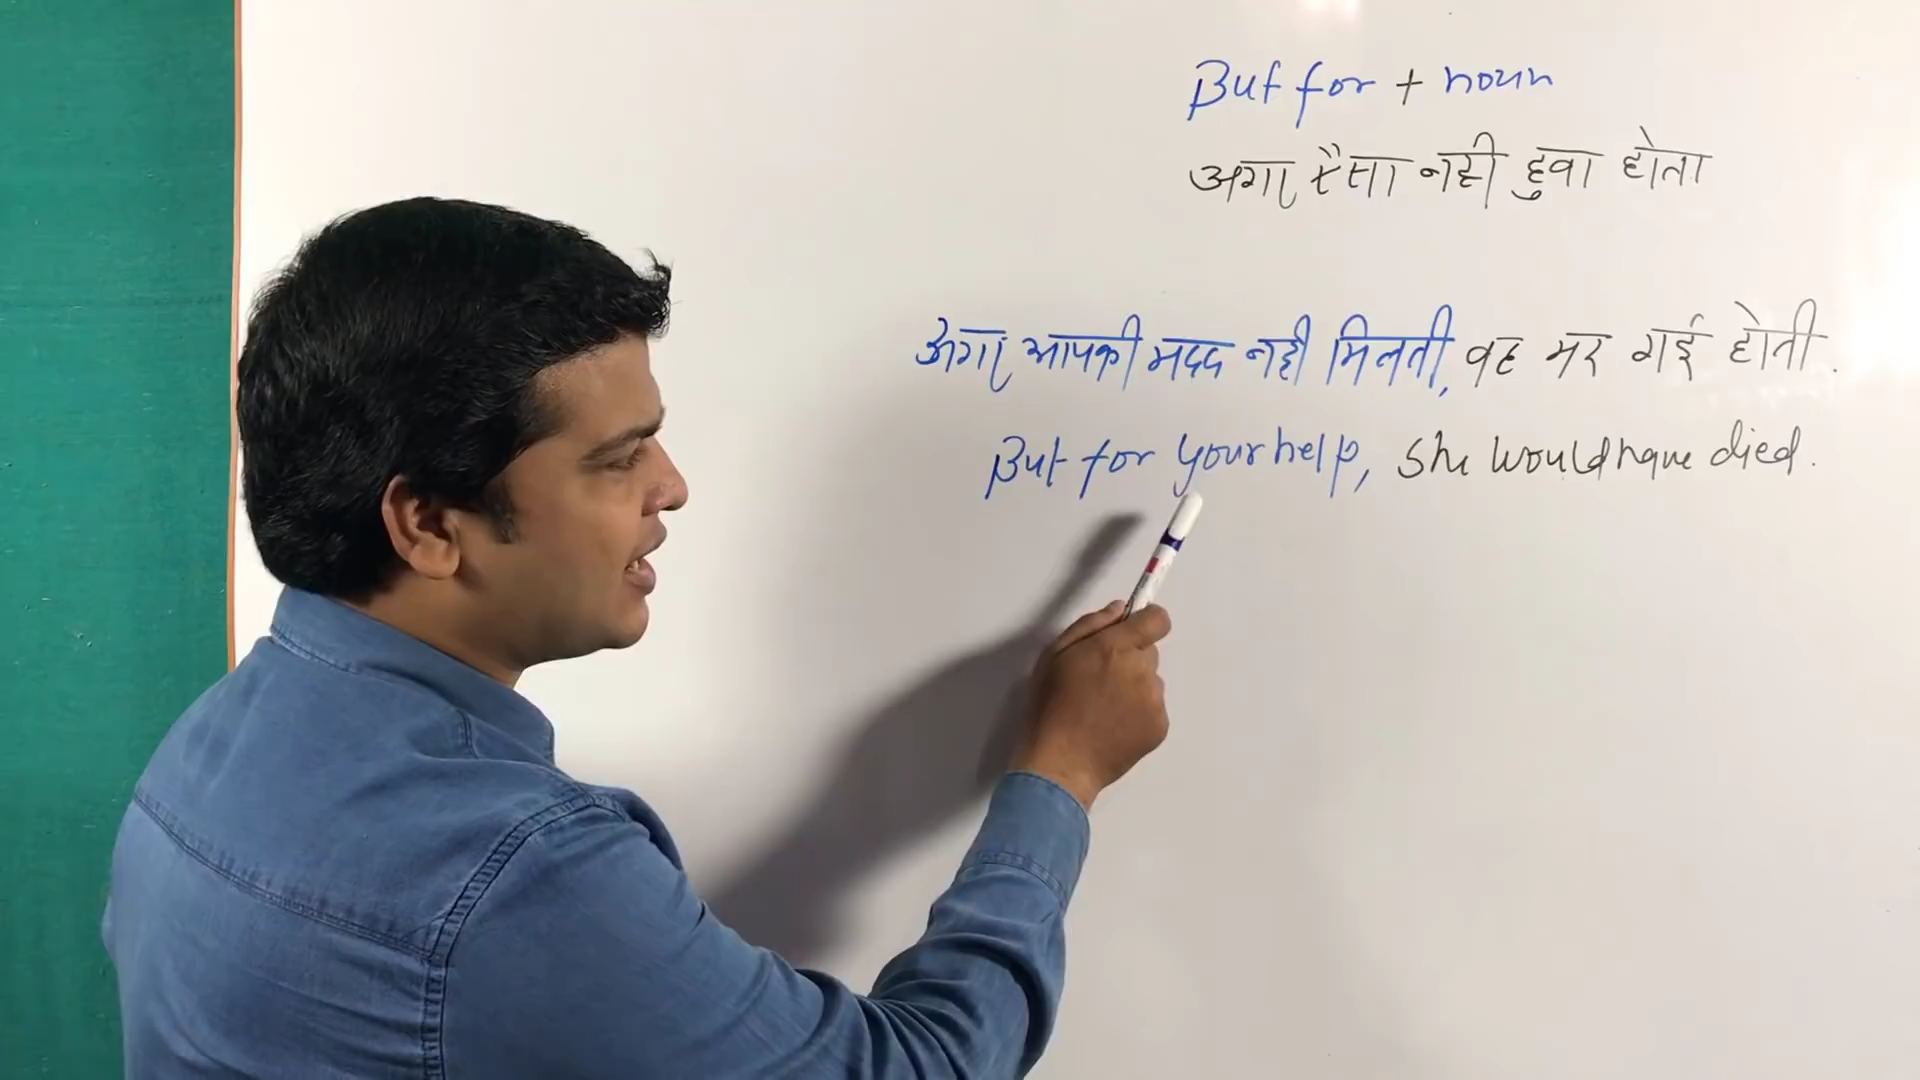 But for + noun
अगर ऐसा नही हुवा होता
अगर आपकी मदद नही मिलती, वह मर गई होती.
But for your help, She would have died.